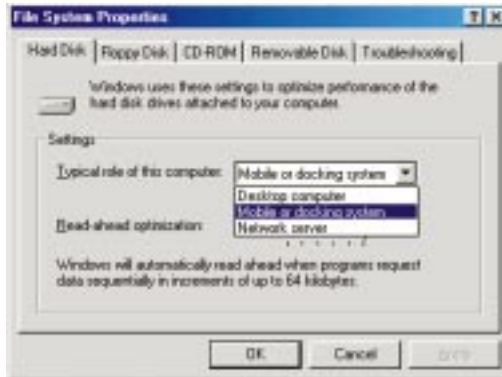 File System Properties
Hard Disk
Floppy Disk
CD-ROM
Removable Disk
Troubleshooting
Windows uses these settings to optimize performance of the
hard disk drives attached to your computer.
Settings
Typical role of this computer:
Mobile or docking system
Desktop computer
Mobile or docking system
Network server
Read-ahead optimization:
Windows will automatically read ahead when programs request
data sequentially in increments of up to 64 kilobytes.
OK
Cancel